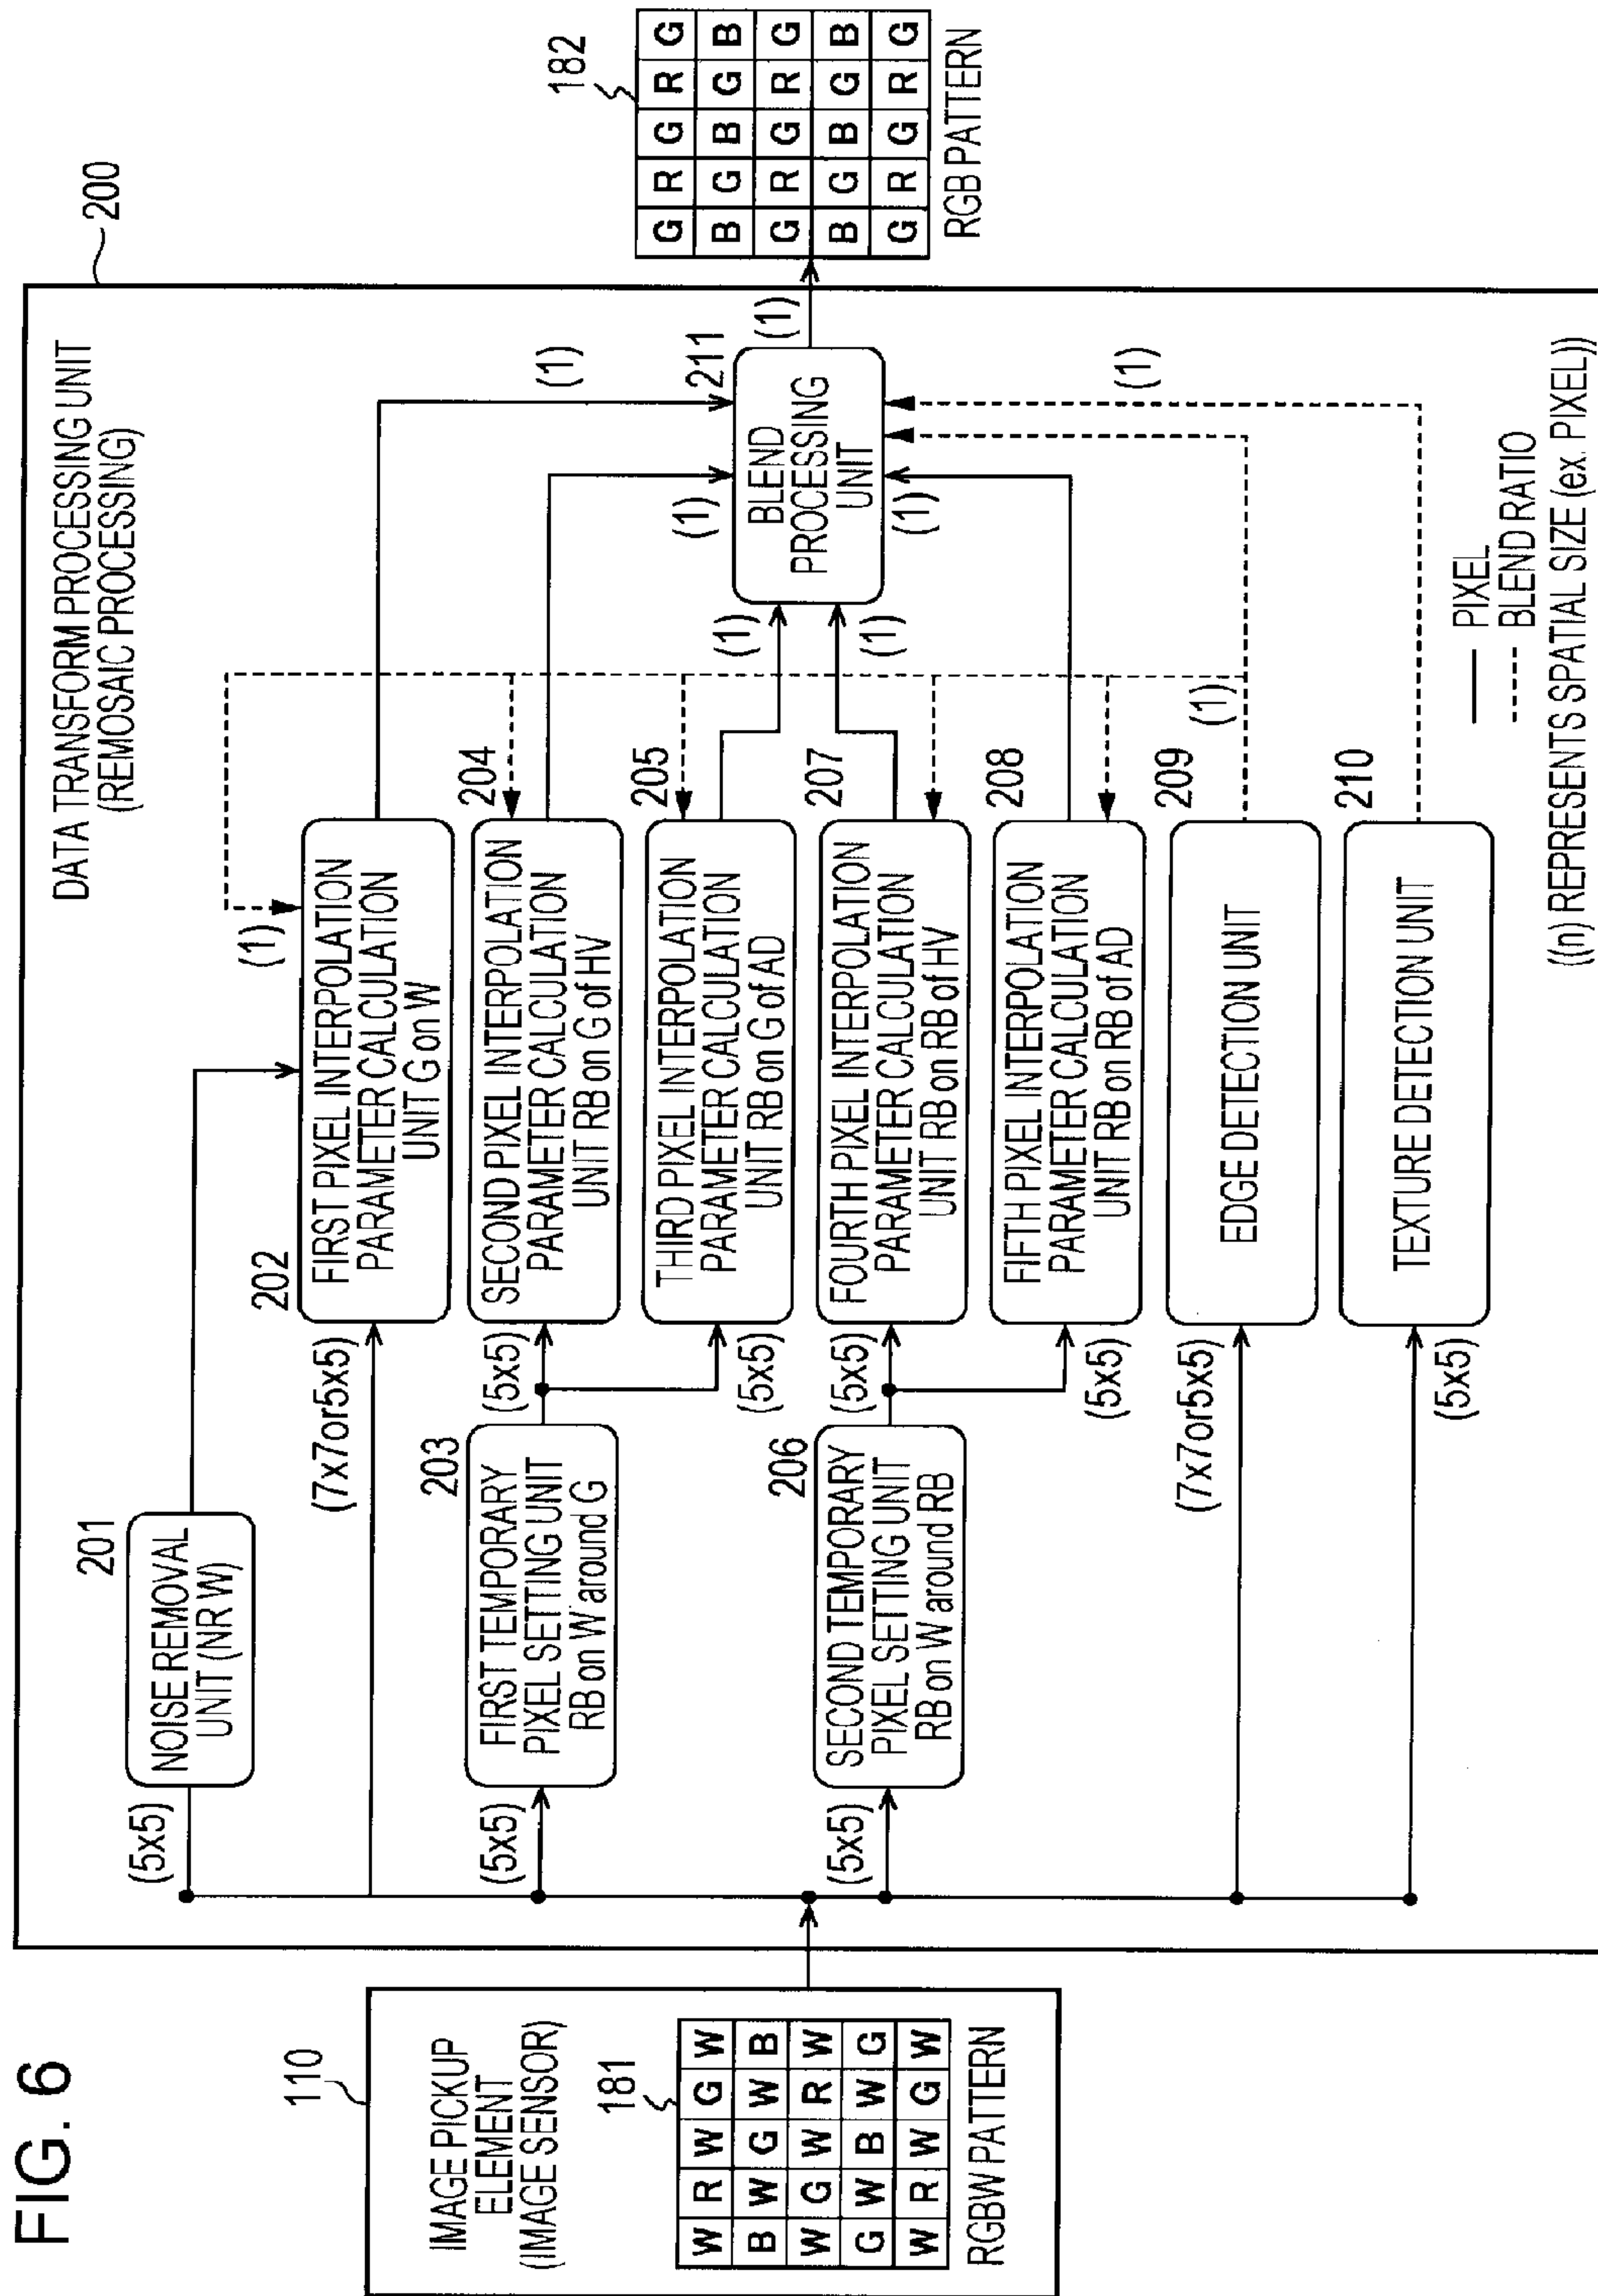 FIG. 6
110
IMAGE PICKUP
ELEMENT
(IMAGE SENSOR)
181
W R W G W
B W G W B
W G W R W
G W B W G
W R W G W
RGBW PATTERN
200
DATA TRANSFORM PROCESSING UNIT
(REMOSAIC PROCESSING)
(5x5)
201
NOISE REMOVAL
UNIT (NR W)
(7x7or5x5)
202
(1)
FIRST PIXEL INTERPOLATION
PARAMETER CALCULATION
UNIT G on W
(1)
(5x5)
203
FIRST TEMPORARY
PIXEL SETTING UNIT
RB on W around G
(5x5)
204
SECOND PIXEL INTERPOLATION
PARAMETER CALCULATION
UNIT RB on G of HV
(1)
(5x5)
205
THIRD PIXEL INTERPOLATION
PARAMETER CALCULATION
UNIT RB on G of AD
(1)
(5x5)
206
SECOND TEMPORARY
PIXEL SETTING UNIT
RB on W around RB
(5x5)
207
FOURTH PIXEL INTERPOLATION
PARAMETER CALCULATION
UNIT RB on RB of HV
(1)
(5x5)
208
FIFTH PIXEL INTERPOLATION
PARAMETER CALCULATION
UNIT RB on RB of AD
(1)
(7x7or5x5)
209
EDGE DETECTION UNIT
(1)
(5x5)
210
TEXTURE DETECTION UNIT
(1)
211
BLEND
PROCESSING
UNIT
(1)
182
G R G R G
B G B G B
G R G R G
B G B G B
G R G R G
RGB PATTERN
PIXEL
BLEND RATIO
((n) REPRESENTS SPATIAL SIZE (ex. PIXEL))